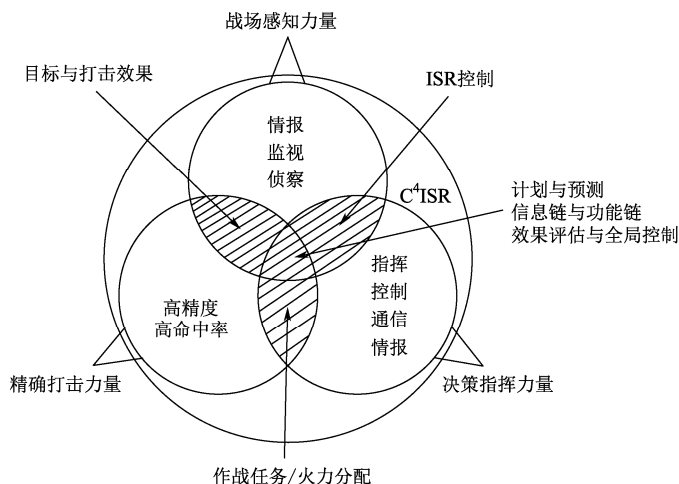 战场感知力量
目标与打击效果
ISR控制
情报
监视
侦察
C⁴ISR
计划与预测
信息链与功能链
效果评估与全局控制
指挥
控制
通信
情报
高精度
高命中率
精确打击力量
决策指挥力量
作战任务/火力分配